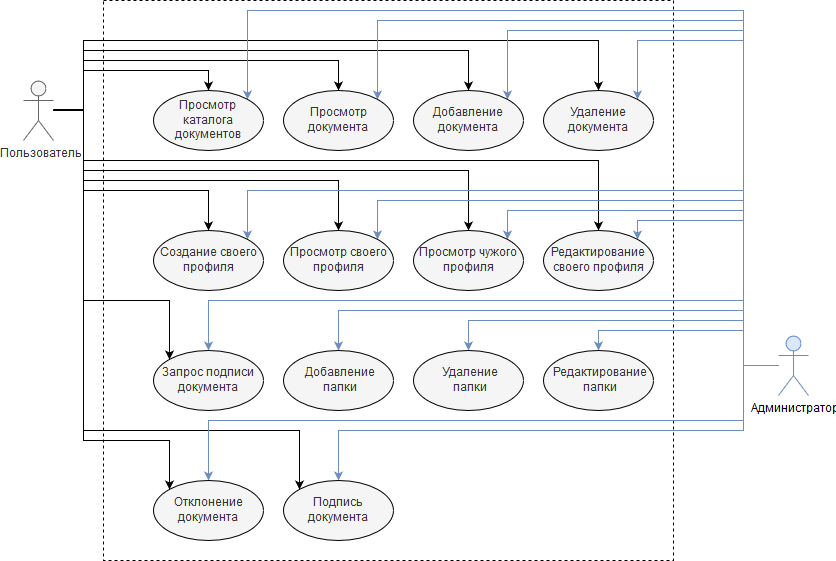 Просмотр
каталога
документов
Просмотр
документа
Добавление
документа
Удаление
документа
Пользователь
Создание своего
профиля
Просмотр своего
профиля
Просмотр чужого
профиля
Редактирование
своего профиля
Запрос подписи
документа
Добавление
папки
Удаление
папки
Редактирование
папки
Администратор
Отклонение
документа
Подпись
документа